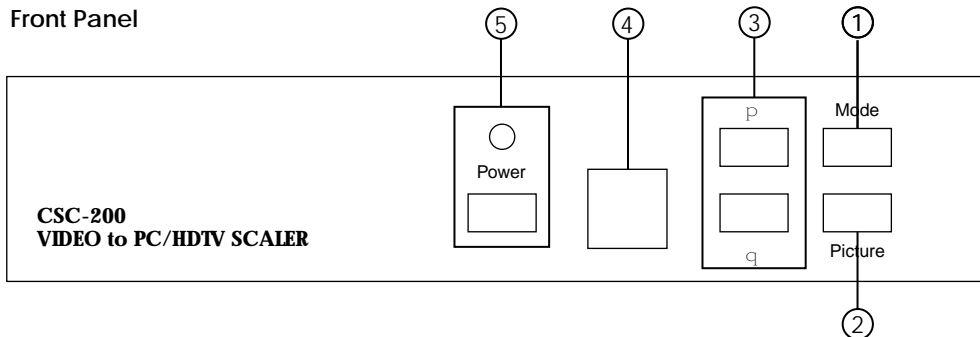 Front Panel
⑤ ④ ③ ①
p Mode
Power
CSC-200
VIDEO to PC/HDTV SCALER
q Picture
②